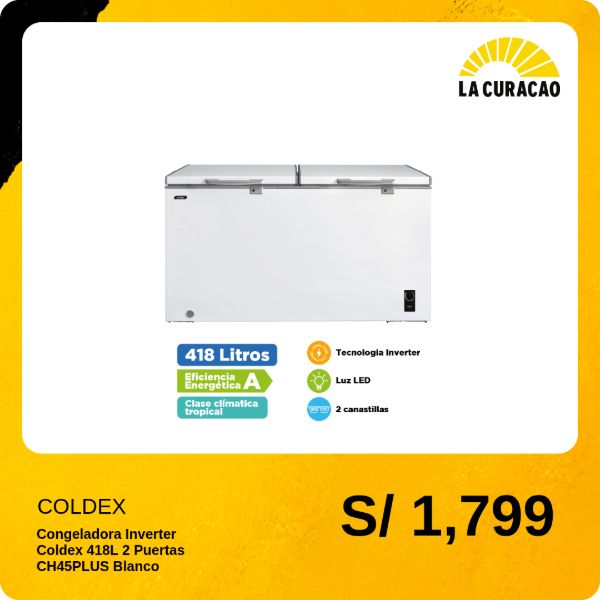 LA CURACAO
418 Litros
Eficiencia
Energética A
Clase clímatica
tropical
Tecnología Inverter
Luz LED
2 canastillas
COLDEX
S/ 1,799
Congeladora Inverter
Coldex 418L 2 Puertas
CH45PLUS Blanco